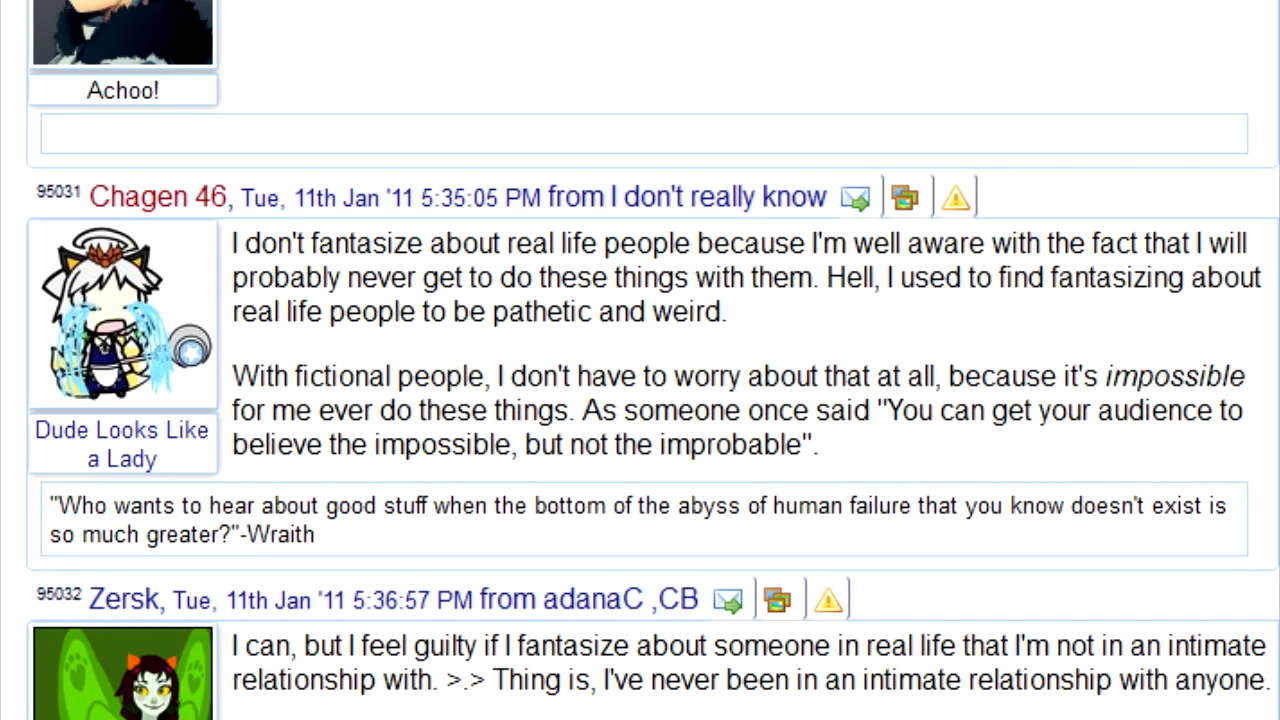 Achoo!
95031 Chagen 46, Tue, 11th Jan '11 5:35:05 PM from I don't really know
I don't fantasize about real life people because I'm well aware with the fact that I will
probably never get to do these things with them. Hell, I used to find fantasizing about
real life people to be pathetic and weird.
With fictional people, I don't have to worry about that at all, because it's impossible
for me ever do these things. As someone once said "You can get your audience to
believe the impossible, but not the improbable".
Dude Looks Like
a Lady
"Who wants to hear about good stuff when the bottom of the abyss of human failure that you know doesn't exist is
so much greater?"-Wraith
95032 Zersk, Tue, 11th Jan '11 5:36:57 PM from adanaC ,CB
I can, but I feel guilty if I fantasize about someone in real life that I'm not in an intimate
relationship with. >.> Thing is, I've never been in an intimate relationship with anyone.